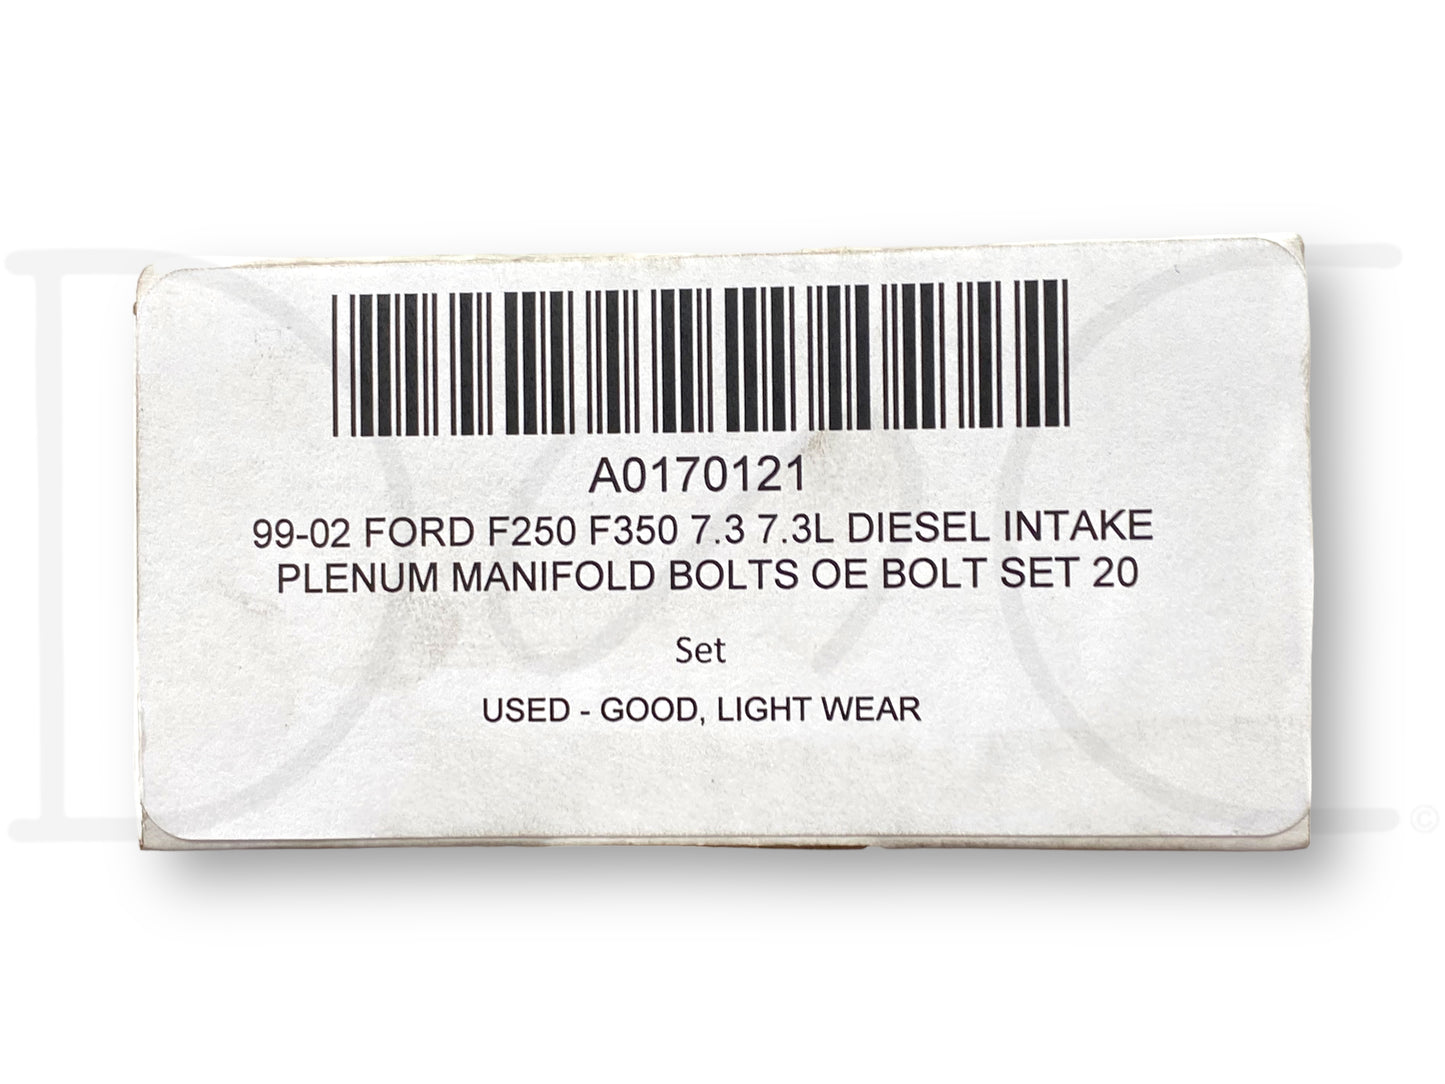 A0170121
99-02 FORD F250 F350 7.3 7.3L DIESEL INTAKE
PLENUM MANIFOLD BOLTS OE BOLT SET 20
Set
USED - GOOD, LIGHT WEAR
©